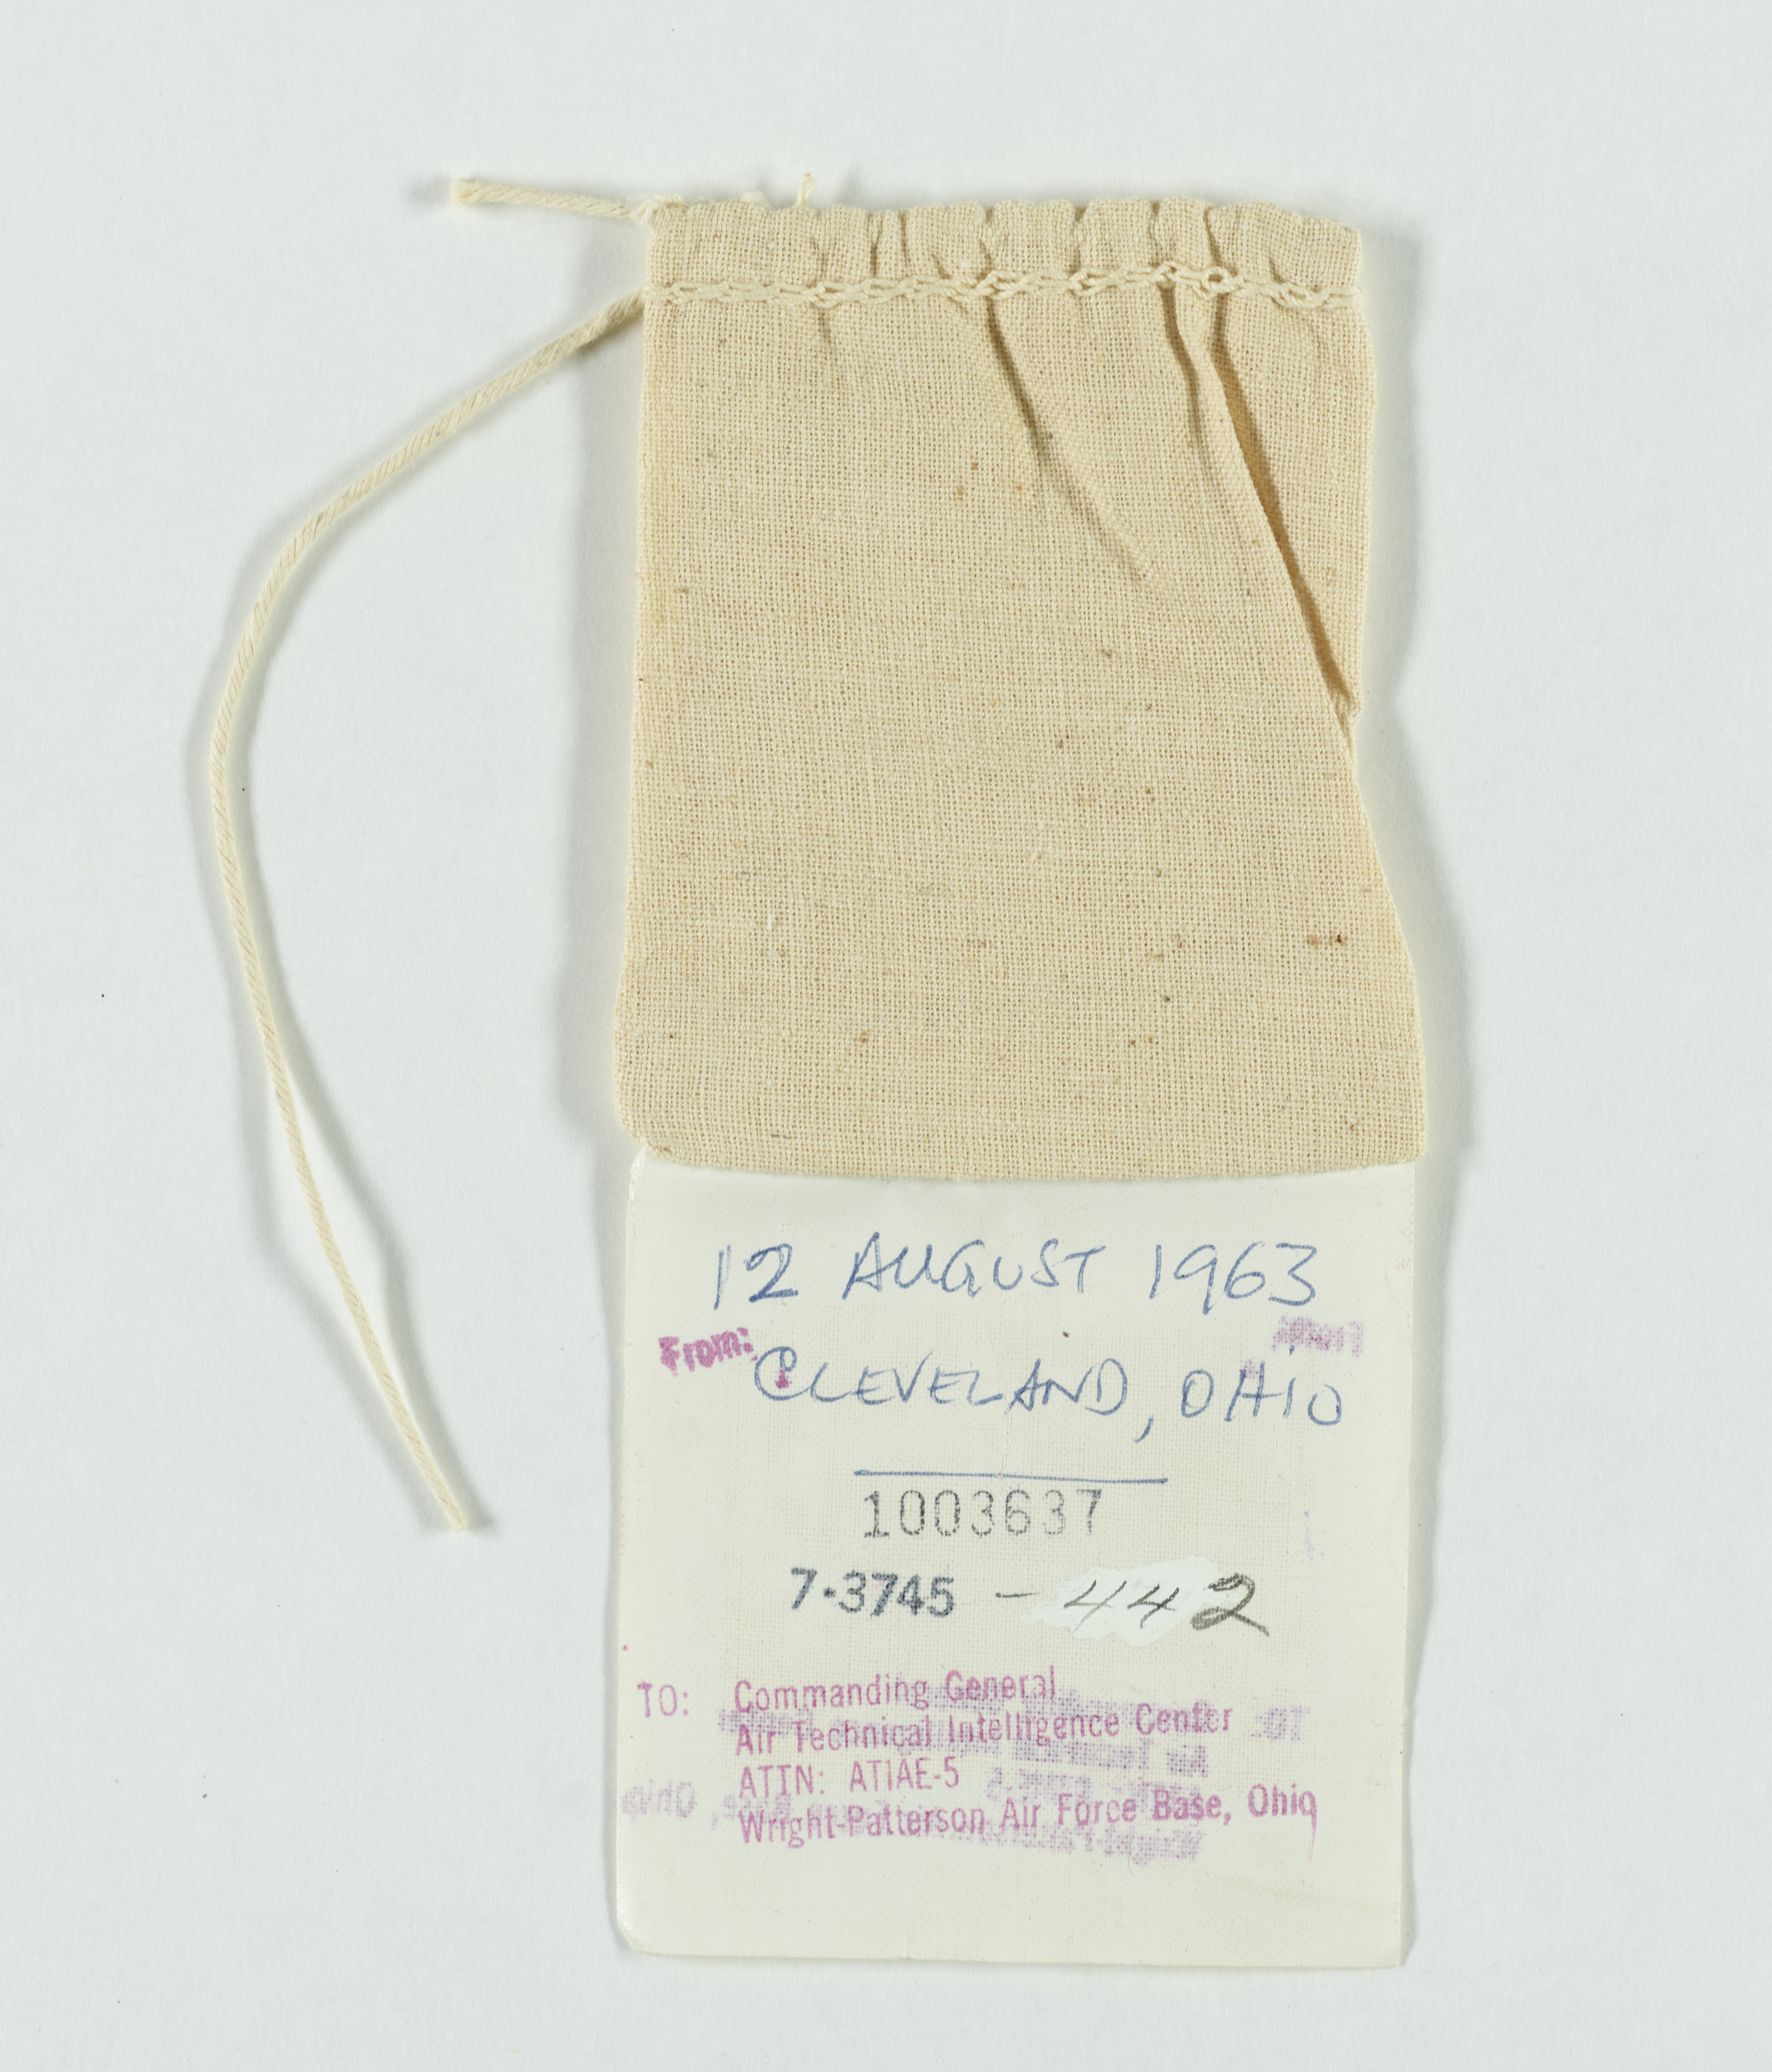 12 AUGUST 1963
From:
CLEVELAND, OHIO
1003637
7-3745 - 442
TO: Commanding General
Air Technical Intelligence Center
ATTN: ATIAE-5
Wright-Patterson Air Force Base, Ohio